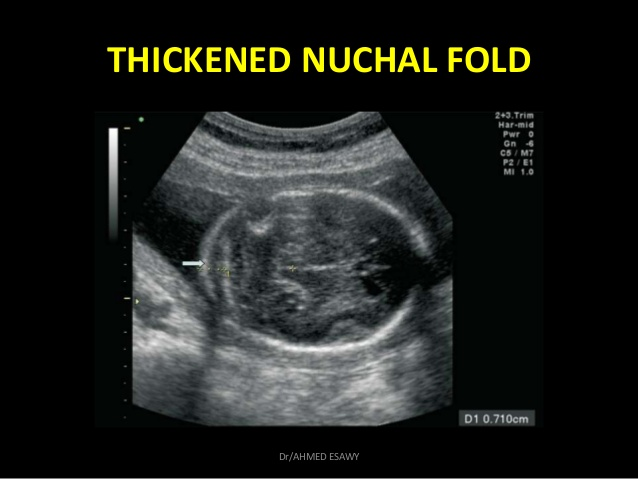 THICKENED NUCHAL FOLD
2+3.Trim
Har-mid
Pwr 0
Gn -6
C5 / M7
P2 / E1
MI 1.0
1
D1 0.710cm
Dr/AHMED ESAWY